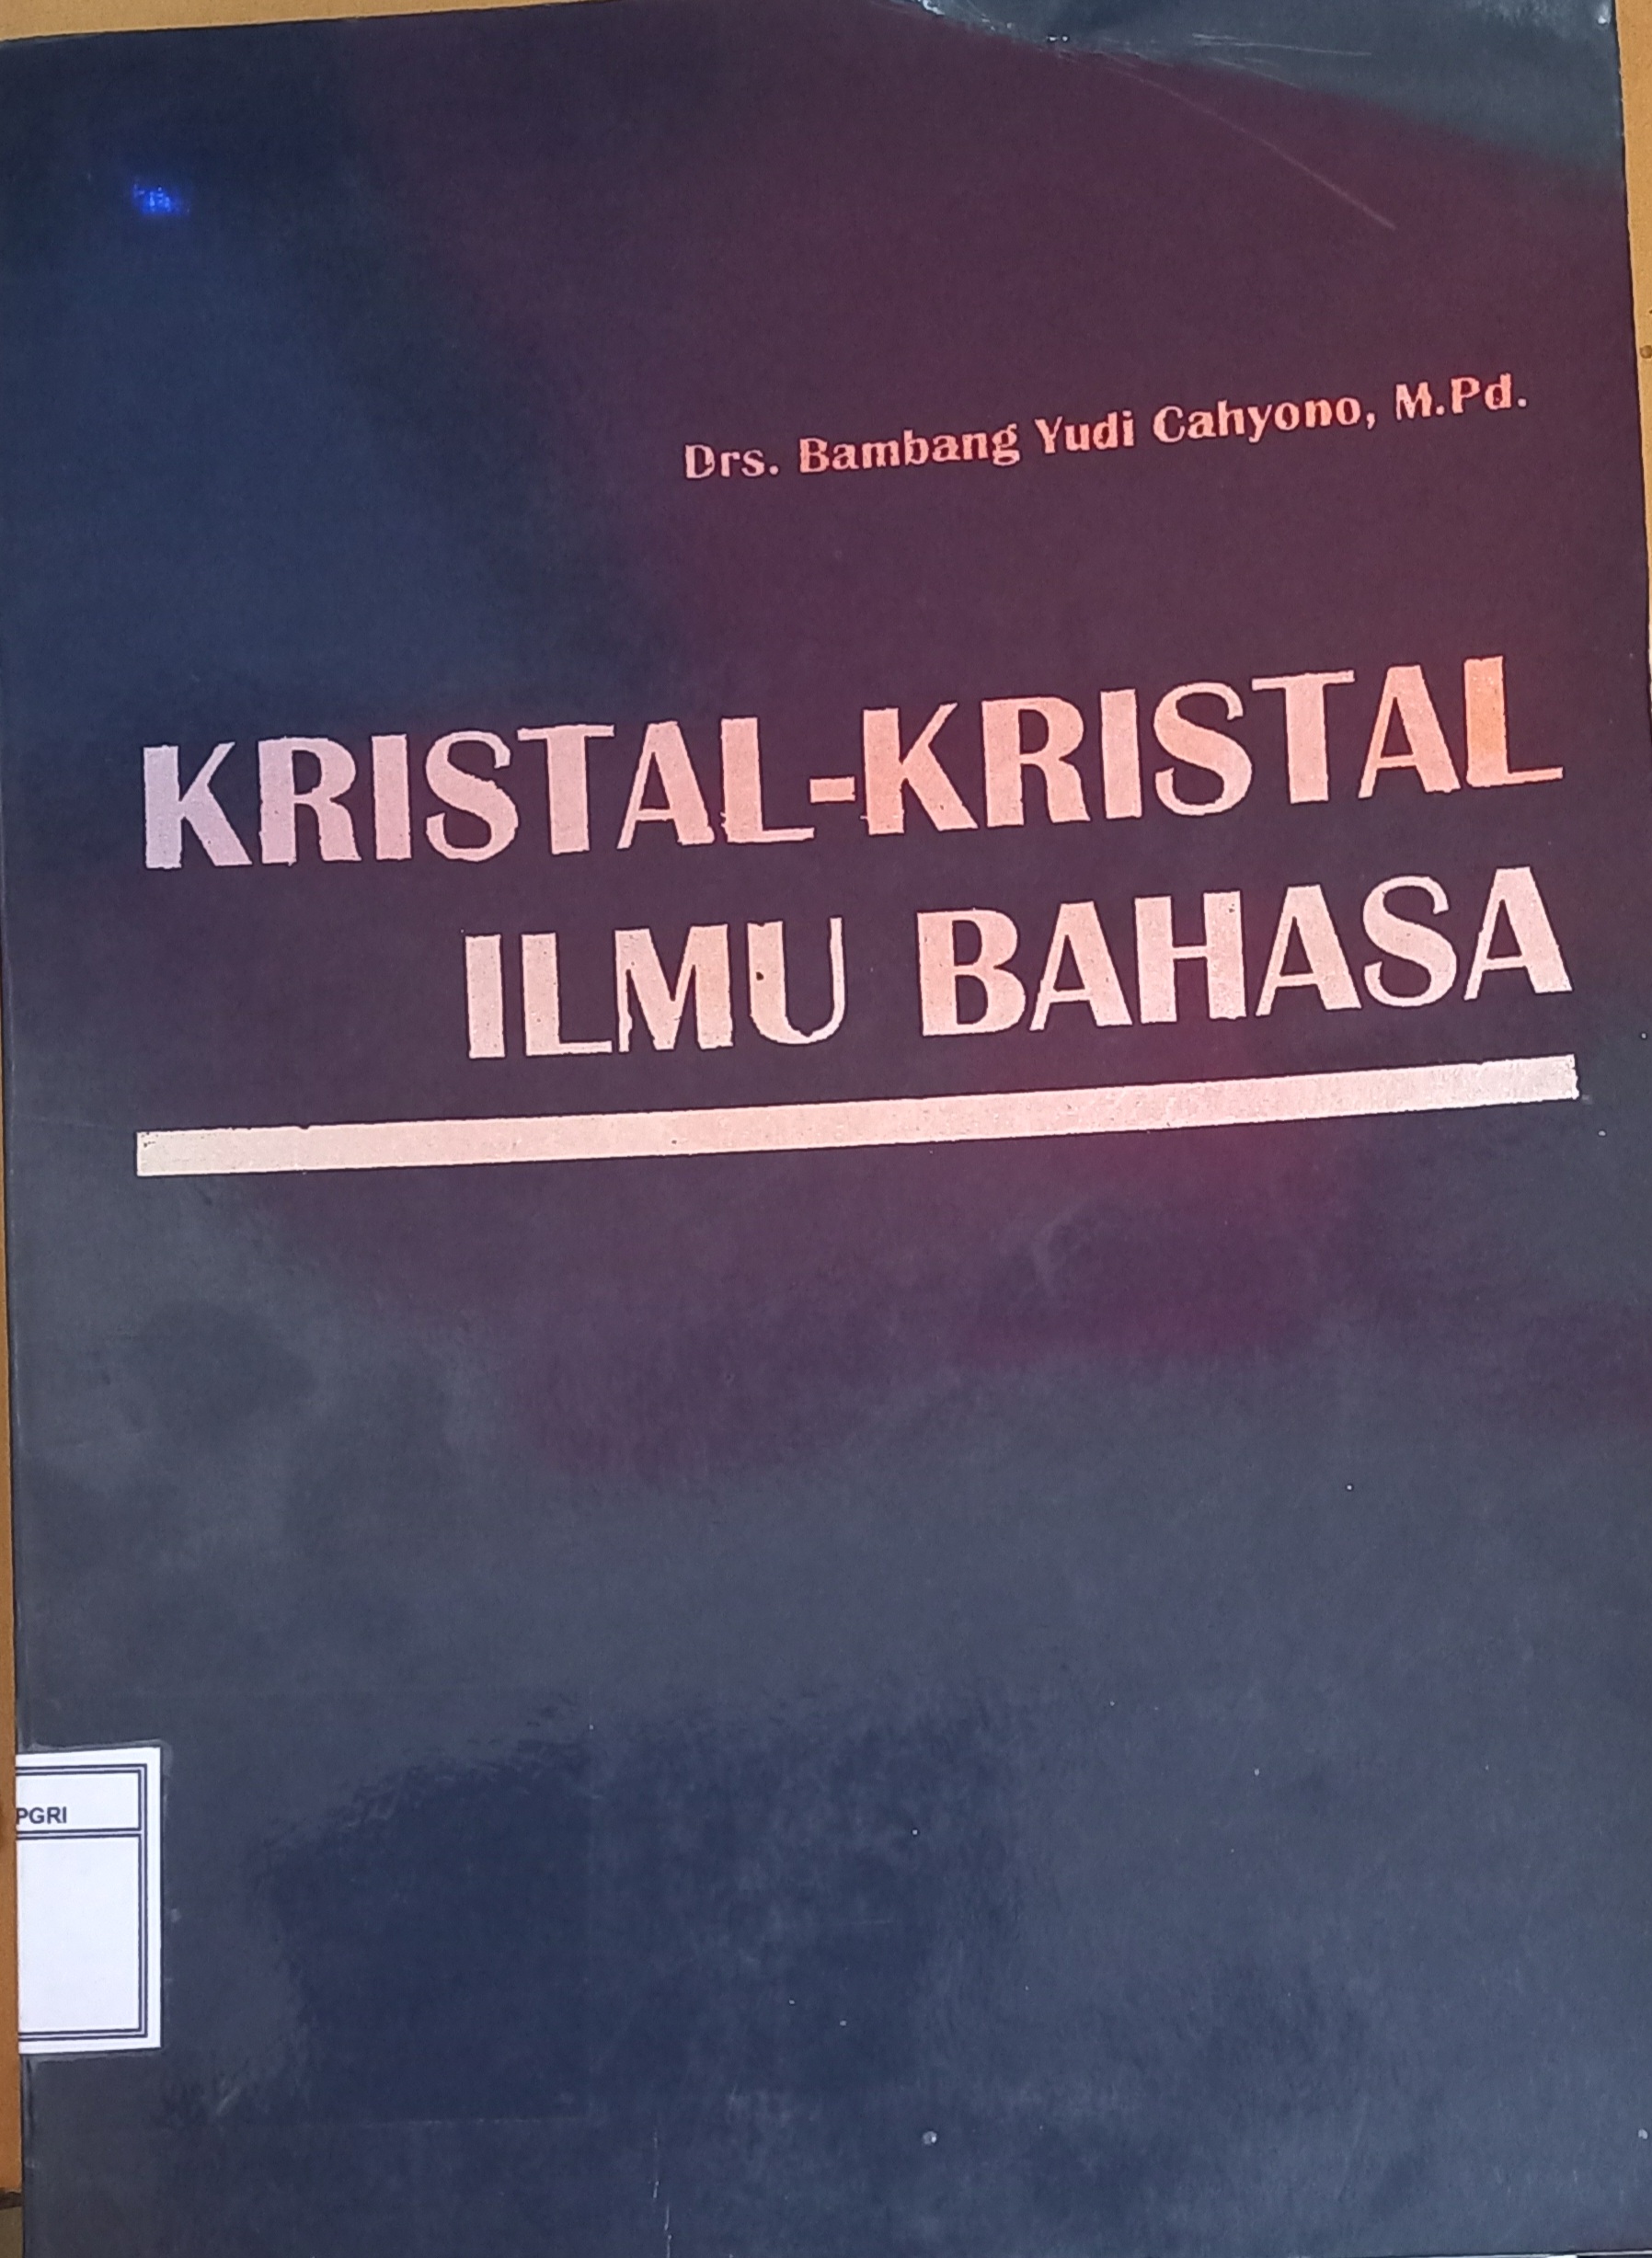 Drs. Bambang Yudi Cahyono, M.Pd.
KRISTAL-KRISTAL
ILMU BAHASA
PGRI